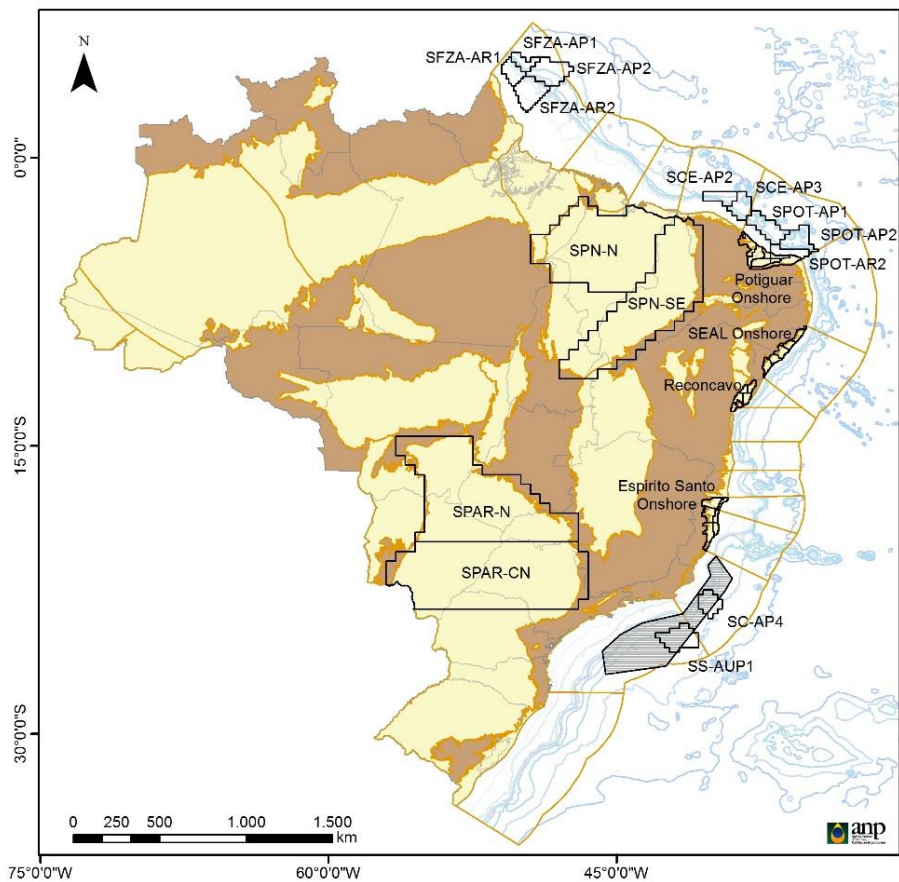 N
SFZA-AP1
SFZA-AR1
SFZA-AP2
SFZA-AR2
0°0'0"
SCE-AP2
SCE-AP3
SPOT-AP1
SPOT-AP2
SPOT-AR2
SPN-N
Potiguar
Onshore
SPN-SE
SEAL Onshore
Reconcavo
15°0'0"S
Espirito Santo
Onshore
SPAR-N
SPAR-CN
SC-AP4
SS-AUP1
30°0'0"S
0 250 500 1.000 1.500
km
anp
75°0'0"W
60°0'0"W
45°0'0"W